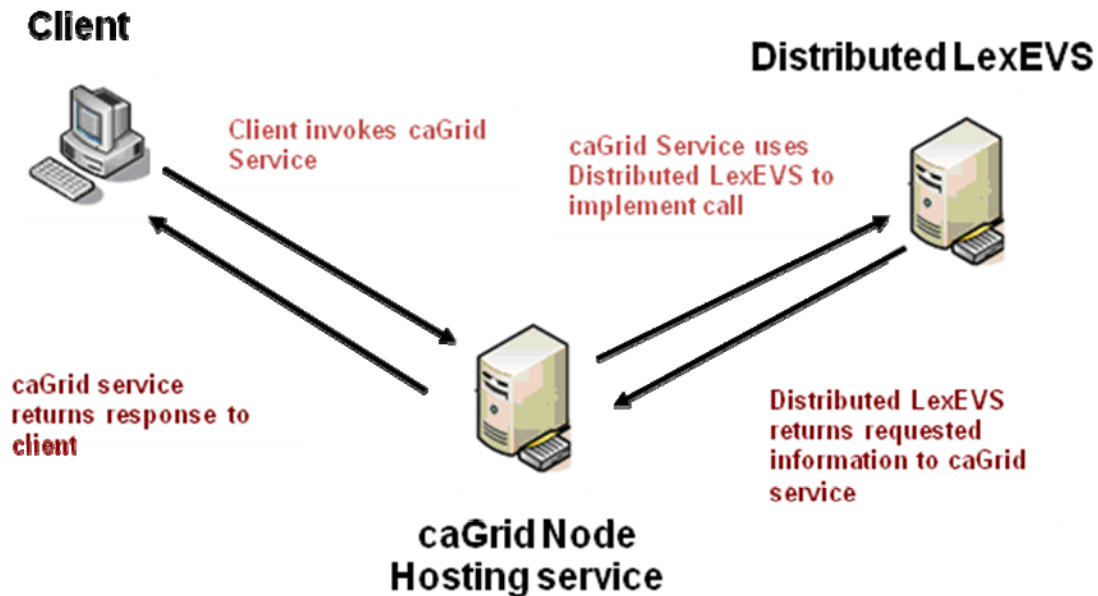 Client
Distributed LexEVS
Client invokes caGrid
Service
caGrid Service uses
Distributed LexEVS to
implement call
caGrid service
returns response to
client
Distributed LexEVS
returns requested
information to caGrid
service
caGrid Node
Hosting service